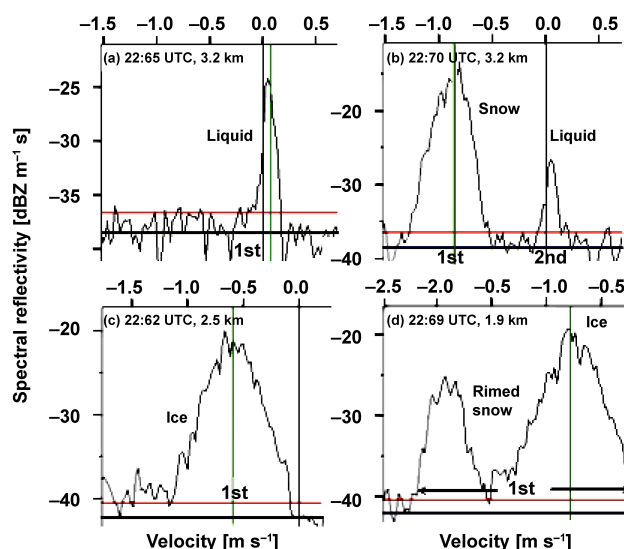 −1.5 −1.0 −0.5 0.0 0.5
−1.5 −1.0 −0.5 0.0 0.5
(a) 22:65 UTC, 3.2 km
−25
−30
−35
Liquid
1st
(b) 22:70 UTC, 3.2 km
−20
−30
−40
Snow
Liquid
1st
2nd
Spectral reflectivity [dBZ m⁻¹ s]
−1.5 −1.0 −0.5 0.0
−2.5 −2.0 −0.5 −1 −0.5
(c) 22:62 UTC, 2.5 km
−20
−30
−40
Ice
1st
(d) 22:69 UTC, 1.9 km
−20
−30
−40
Ice
Rimed
snow
1st
Velocity [m s⁻¹)
Velocity [m s⁻¹]